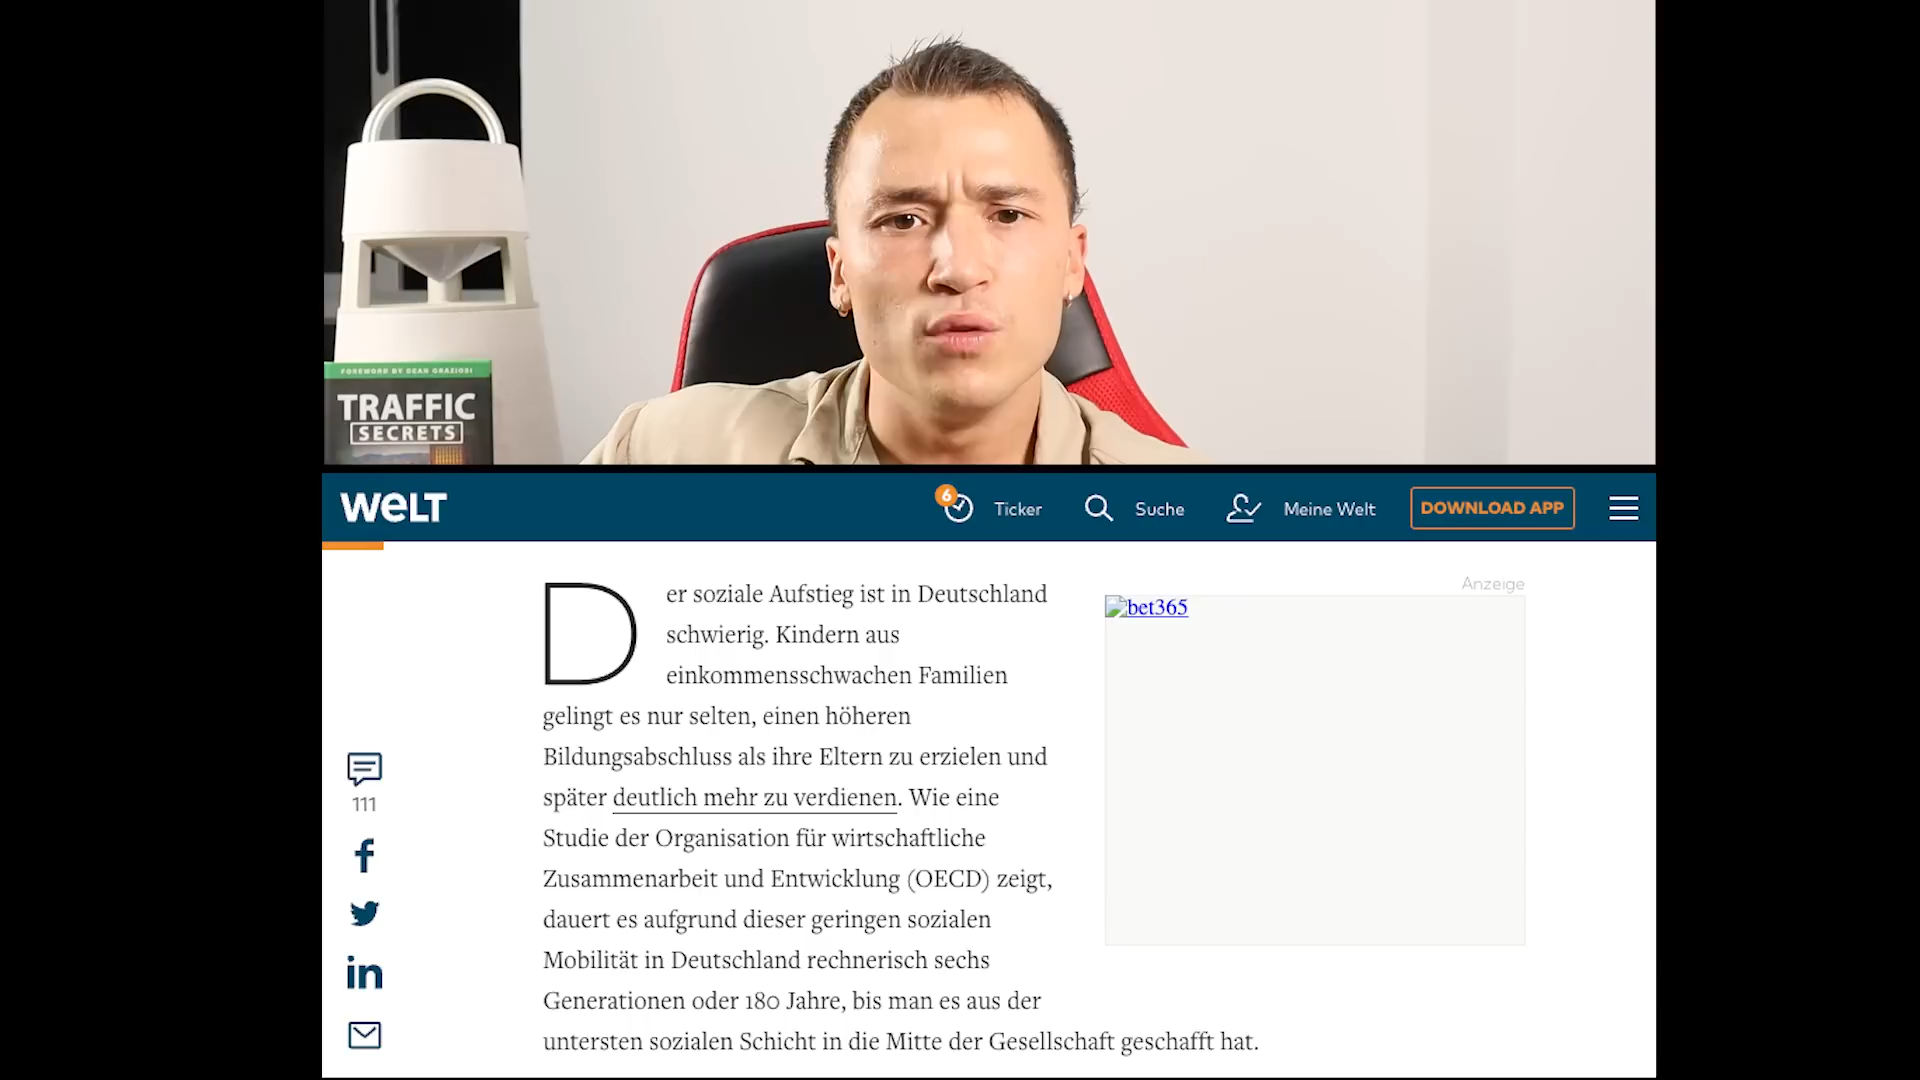 FOREWORD BY DEAN GRAZIOSI
TRAFFIC
SECRETS
WELT
6
Ticker
Suche
Meine Welt
DOWNLOAD APP
Anzeige
bet365
Der soziale Aufstieg ist in Deutschland
schwierig. Kindern aus
einkommensschwachen Familien
gelingt es nur selten, einen höheren
Bildungsabschluss als ihre Eltern zu erzielen und
später deutlich mehr zu verdienen. Wie eine
Studie der Organisation für wirtschaftliche
Zusammenarbeit und Entwicklung (OECD) zeigt,
dauert es aufgrund dieser geringen sozialen
Mobilität in Deutschland rechnerisch sechs
Generationen oder 180 Jahre, bis man es aus der
untersten sozialen Schicht in die Mitte der Gesellschaft geschafft hat.
111
f
in